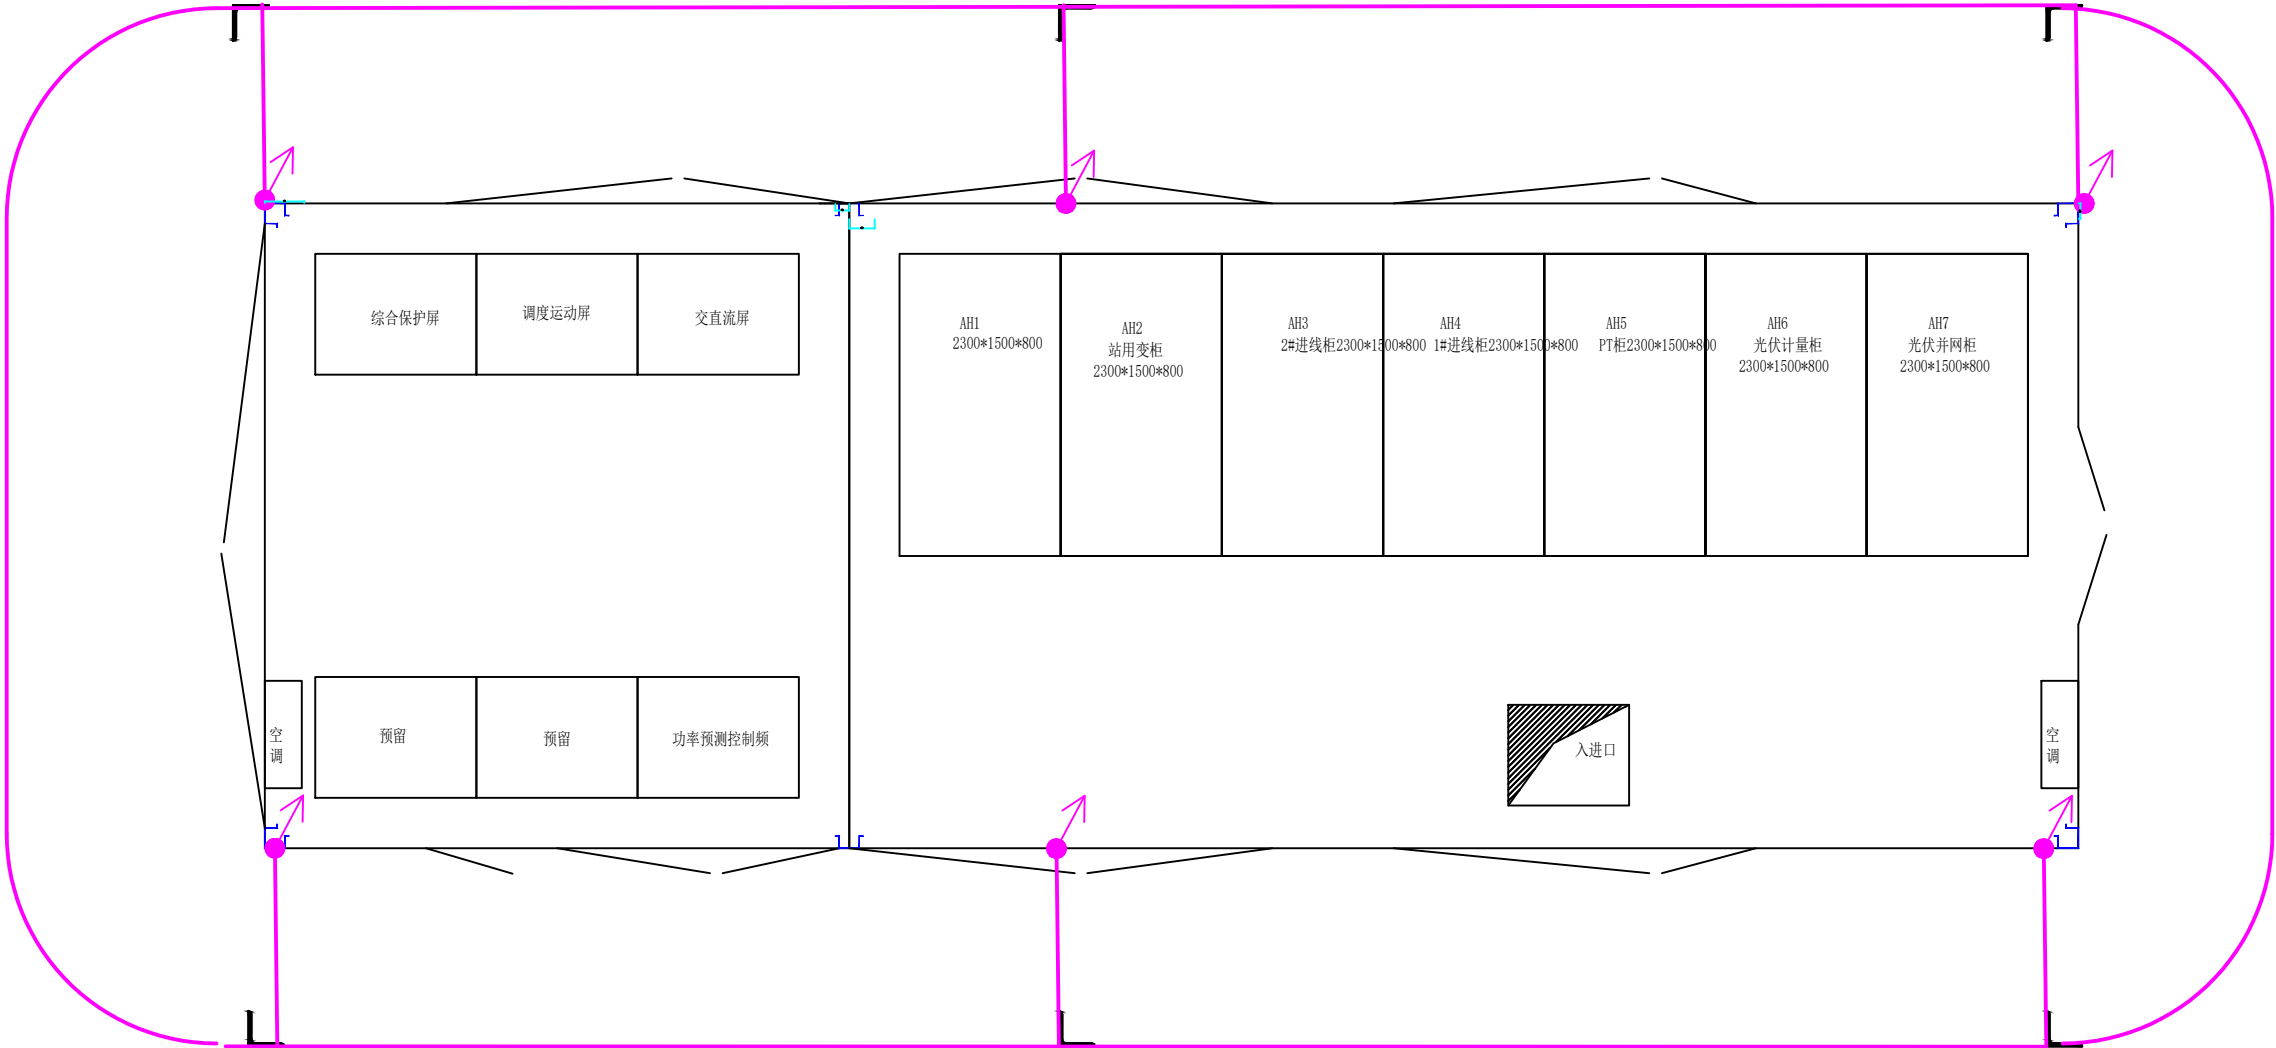 综合保护屏
调度运动屏
交直流屏
AH1
2300*1500*800
AH2
站用变柜
2300*1500*800
AH3
2#进线柜2300*1500*800
AH4
1#进线柜2300*1500*800
AH5
PT柜2300*1500*800
AH6
光伏计量柜
2300*1500*800
AH7
光伏并网柜
2300*1500*800
空
调
预留
预留
功率预测控制频
入进口
空
调